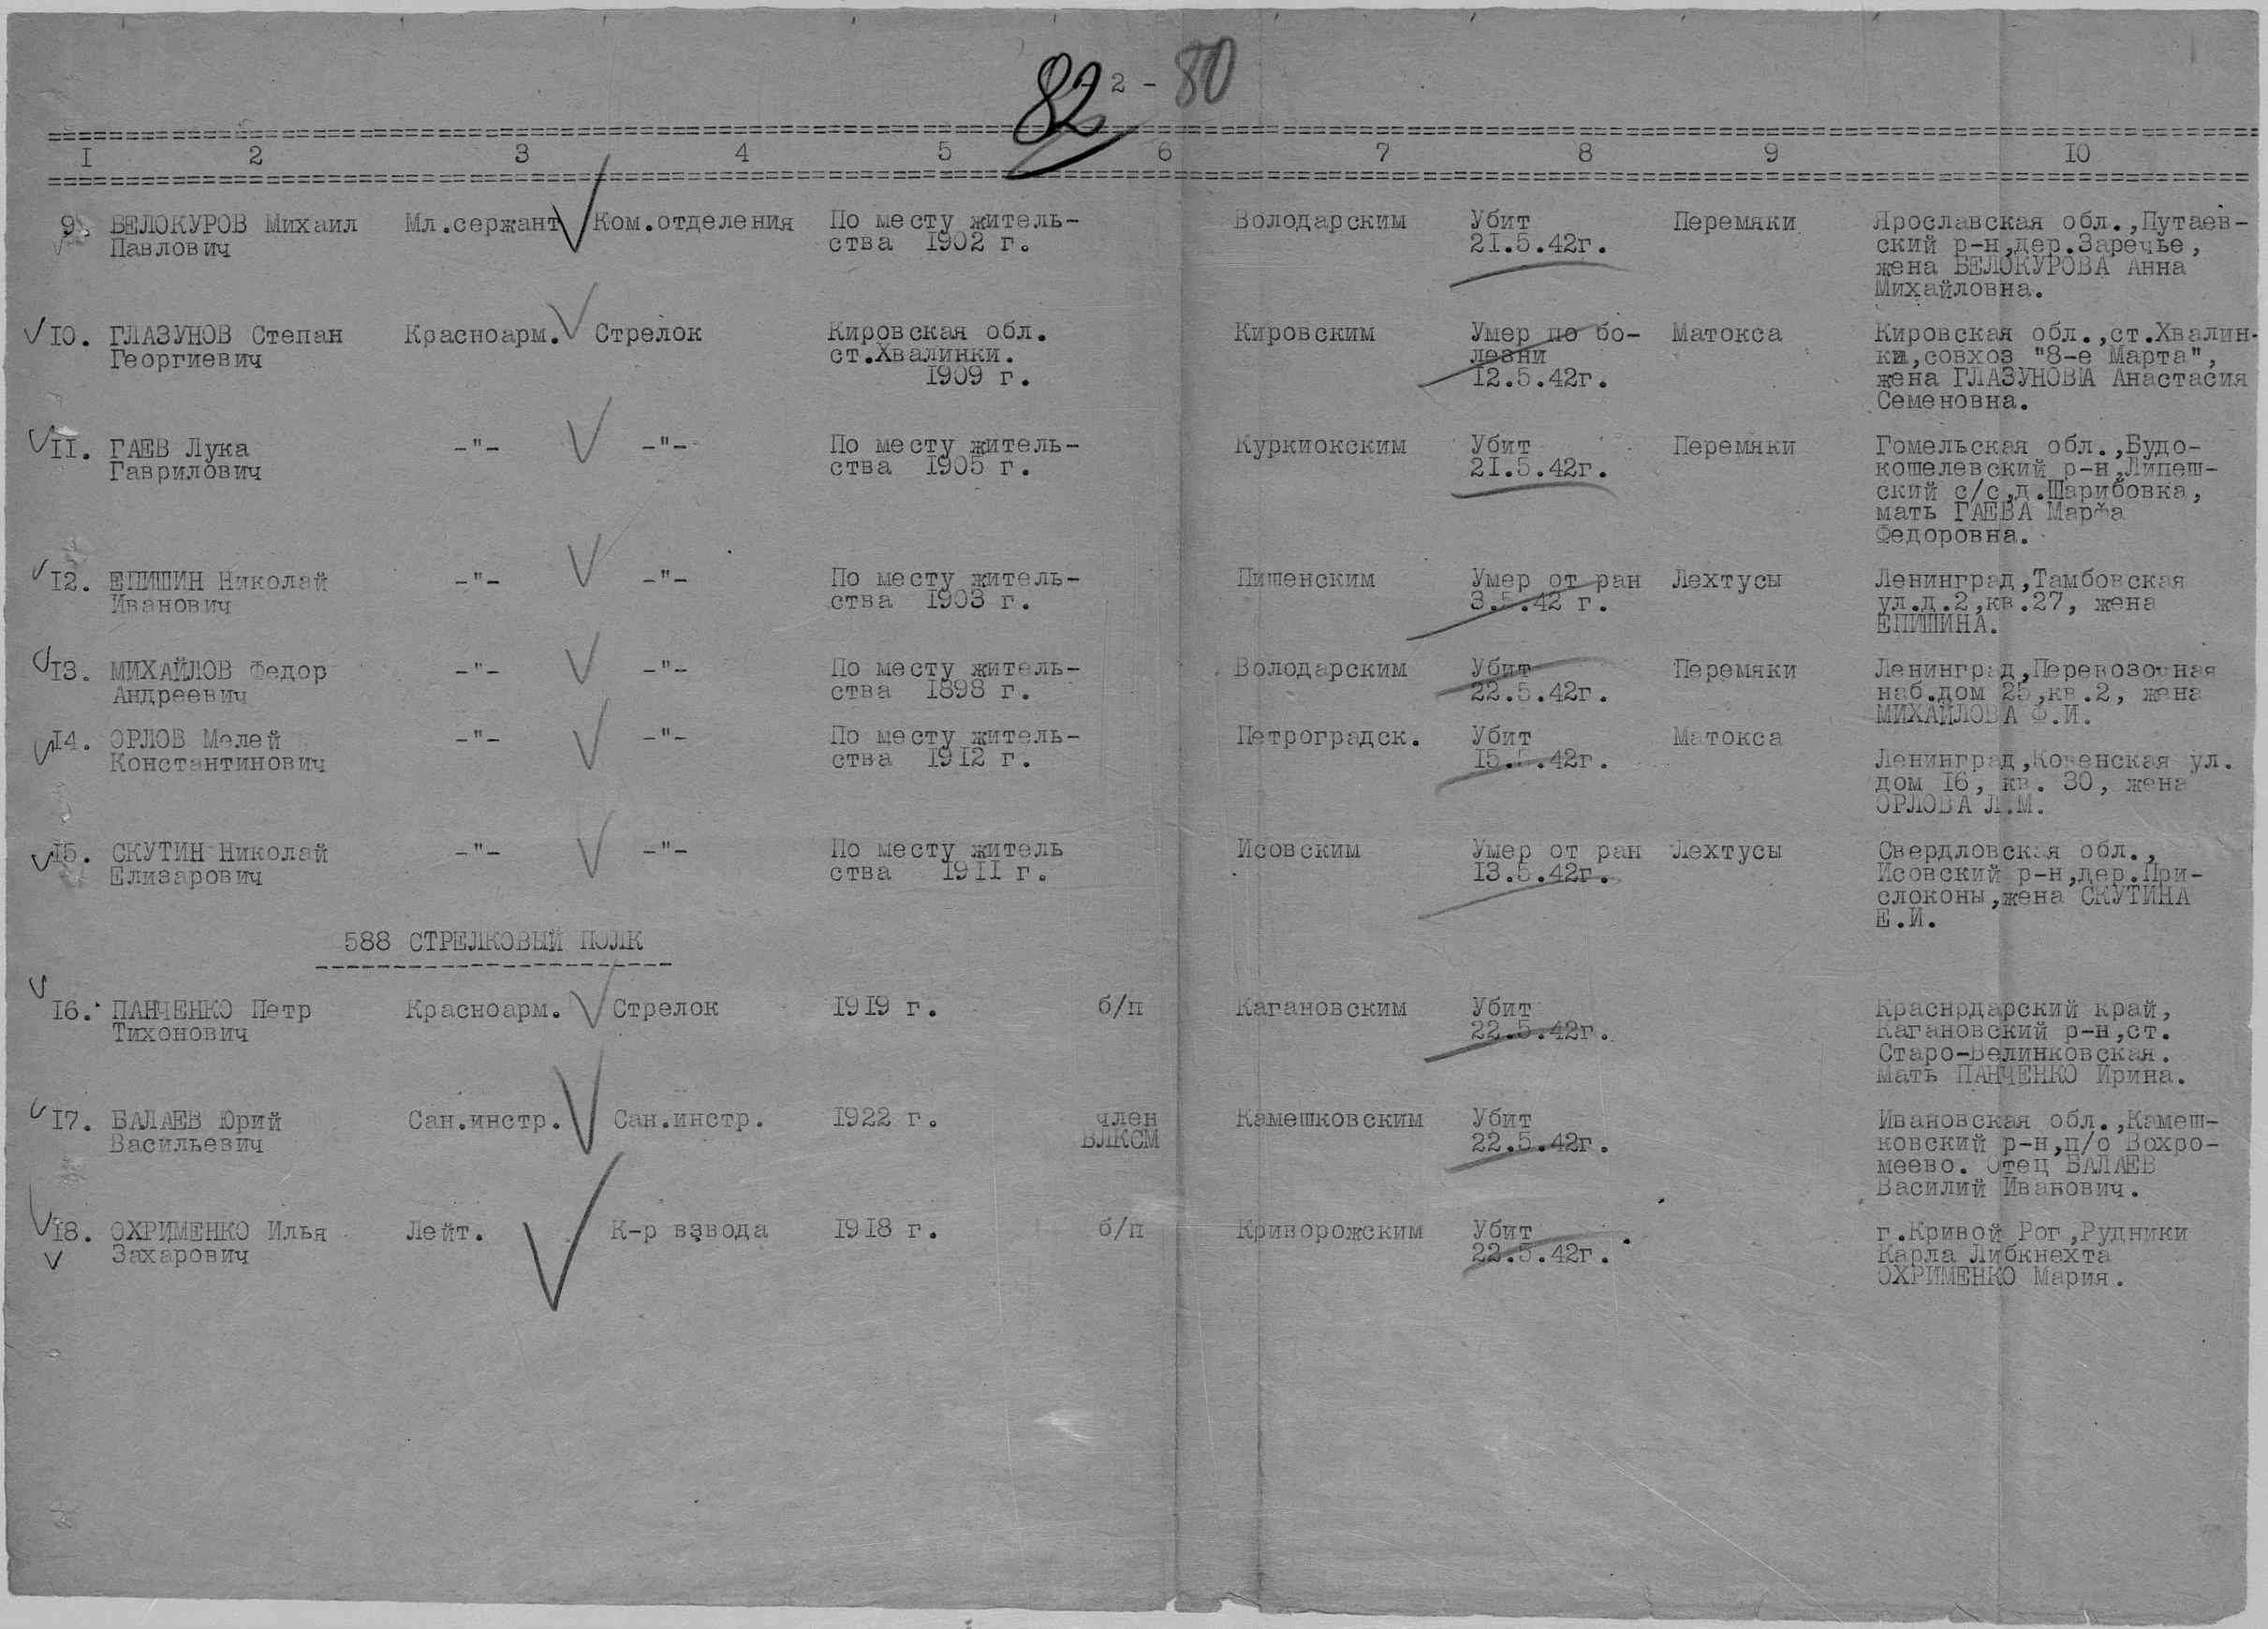 82 - 2 - 80
I 2 3 4 5 6 7 8 9 IO
9. БЕЛОКУРОВ Михаил Мл.сержант Ком.отделения По месту житель- Володарским Убит Перемяки Ярославская обл.,Путаев-
Павлович ства 1902 г. 21.5.42г. ский р-н,дер.Заречье,
жена БЕЛОКУРОВА Анна
Михайловна.
IO. ГЛАЗУНОВ Степан Красноарм. Стрелок Кировская обл. Кировским Умер по бо- Матокса Кировская обл.,ст.Хвалин-
Георгиевич ст.Хвалинки. лезни ки,совхоз "8-е Марта",
1909 г. 12.5.42г. жена ГЛАЗУНОВА Анастасия
Семеновна.
II. ГАЕВ Лука -"- -"- По месту житель- Куркиокским Убит Перемяки Гомельская обл.,Будо-
Гаврилович ства 1905 г. 21.5.42г. кошелевский р-н,Липеш-
ский с/с,д.Шарибовка,
мать ГАЕВА Марфа
Федоровна.
I2. ЕПИШИН Николай -"- -"- По месту житель- Пишенским Умер от ран Лехтусы Ленинград,Тамбовская
Иванович ства 1903 г. 3.5.42 г. ул.д.2,кв.27, жена
ЕПИШИНА.
I3. МИХАЙЛОВ Федор -"- -"- По месту житель- Володарским Убит Перемяки Ленинград,Перевозочная
Андреевич ства 1898 г. 22.5.42г. наб.дом 25,кв.2, жена
МИХАЙЛОВА Ф.И.
I4. ОРЛОВ Мелей -"- -"- По месту житель- Петроградск. Убит Матокса
Константинович ства 1912 г. 15.5.42г. Ленинград,Ковенская ул.
дом 16, кв. 30, жена
ОРЛОВА Л.М.
I5. СКУТИН Николай -"- -"- По месту житель Исовским Умер от ран Лехтусы Свердловская обл.,
Елизарович ства 1911 г. 13.5.42г. Исовский р-н,дер.При-
слоконы,жена СКУТИНА
Е.И.
588 СТРЕЛКОВЫЙ ПОЛК
I6. ПАНЧЕНКО Петр Красноарм. Стрелок 1919 г. б/п Кагановским Убит Краснодарский край,
Тихонович 22.5.42г. Кагановский р-н,ст.
Старо-Велинковская.
Мать ПАНЧЕНКО Ирина.
I7. БАЛАЕВ Юрий Сан.инстр. Сан.инстр. 1922 г. член Камешковским Убит Ивановская обл.,Камеш-
Васильевич ВЛКСМ 22.5.42г. ковский р-н,п/о Вохро-
меево. Отец БАЛАЕВ
Василий Иванович.
I8. ОХРИМЕНКО Илья Лейт. К-р взвода 1918 г. б/п Криворожским Убит г.Кривой Рог,Рудники
Захарович 22.5.42г. Карла Либкнехта
ОХРИМЕНКО Мария.